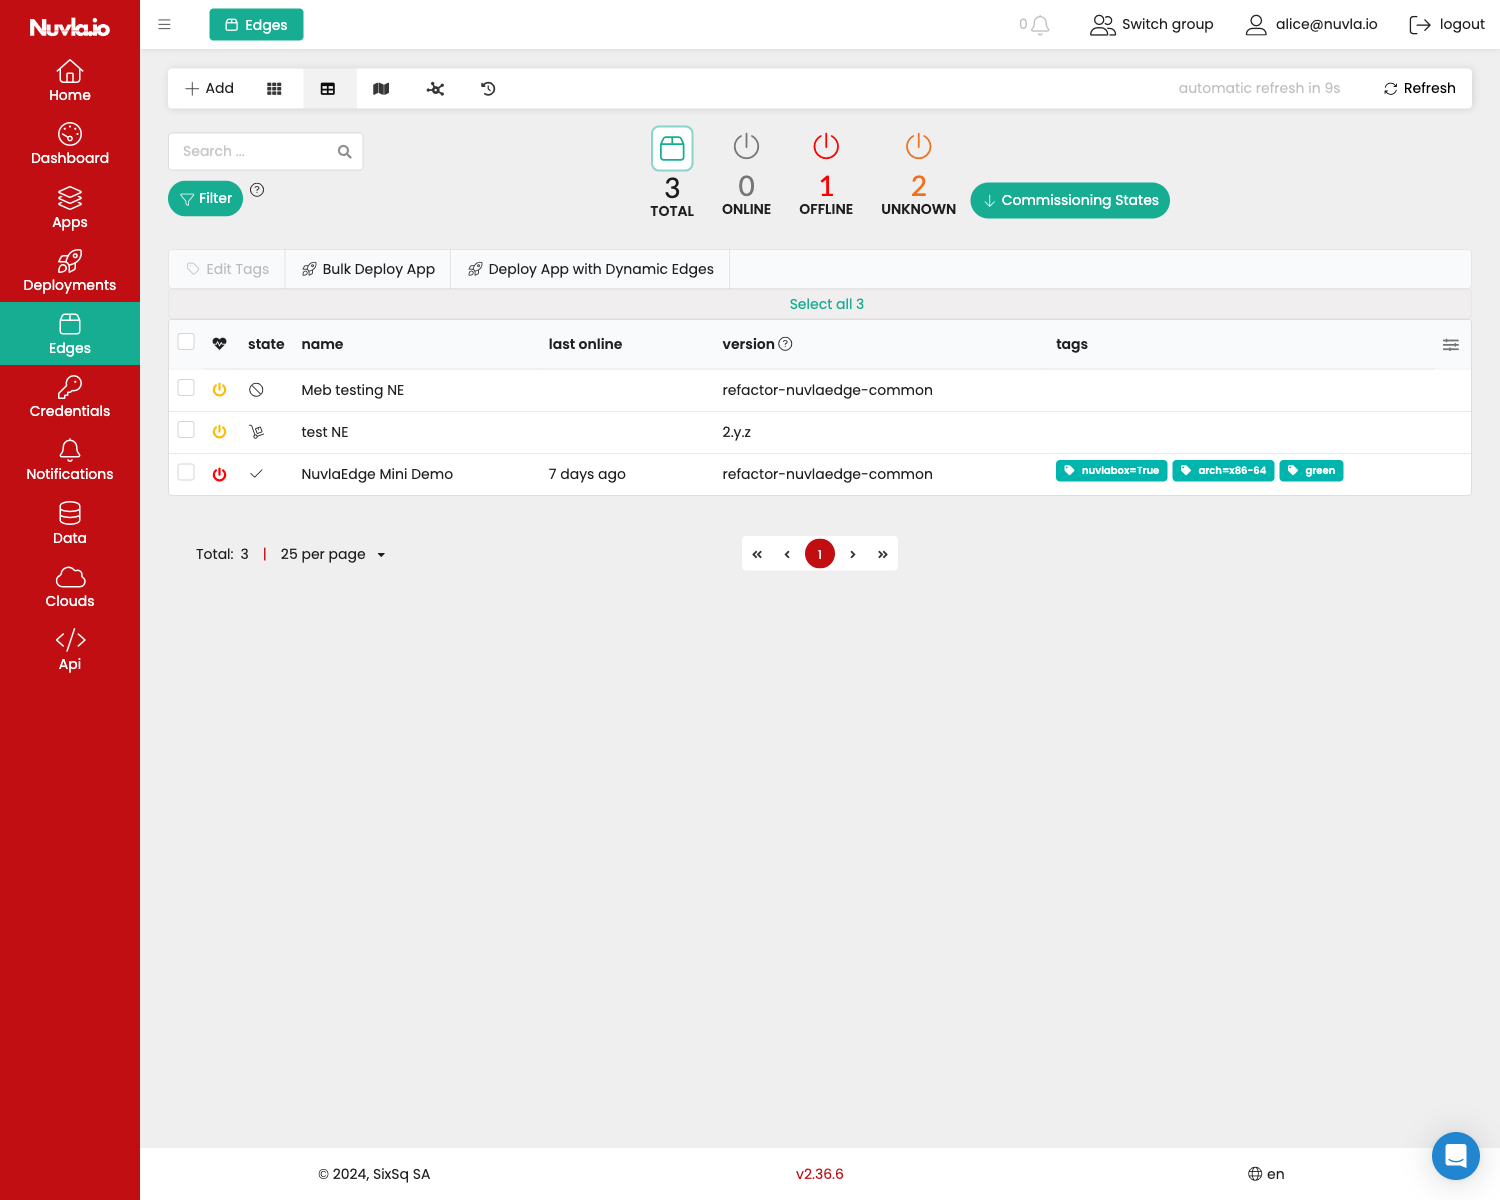 Nuvla.io
Home
Dashboard
Apps
Deployments
Edges
Credentials
Notifications
Data
Clouds
Api
Edges
0
Switch group
alice@nuvla.io
logout
Add
automatic refresh in 9s
Refresh
Search ...
Filter
3
TOTAL
0
ONLINE
1
OFFLINE
2
UNKNOWN
Commissioning States
Edit Tags
Bulk Deploy App
Deploy App with Dynamic Edges
Select all 3
state name last online version tags
Meb testing NE refactor-nuvlaedge-common
test NE 2.y.z
NuvlaEdge Mini Demo 7 days ago refactor-nuvlaedge-common nuvlabox=True arch=x86-64 green
Total: 3 | 25 per page
« ‹ 1 › »
© 2024, SixSq SA
v2.36.6
en